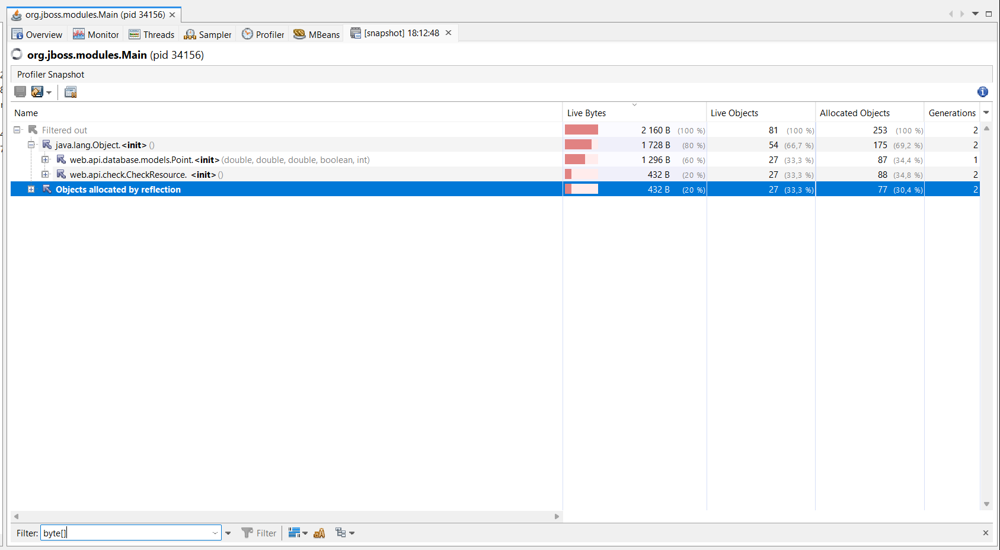 org.jboss.modules.Main (pid 34156)
Overview Monitor Threads Sampler Profiler MBeans [snapshot] 18:12:48
org.jboss.modules.Main (pid 34156)
Profiler Snapshot
Name Live Bytes Live Objects Allocated Objects Generations
Filtered out 2 160 B (100 %) 81 (100 %) 253 (100 %) 2
java.lang.Object.<init> () 1 728 B (80 %) 54 (66,7 %) 175 (69,2 %) 2
web.api.database.models.Point.<init> (double, double, double, boolean, int) 1 296 B (60 %) 27 (33,3 %) 87 (34,4 %) 1
web.api.check.CheckResource. <init> () 432 B (20 %) 27 (33,3 %) 88 (34,8 %) 2
Objects allocated by reflection 432 B (20 %) 27 (33,3 %) 77 (30,4 %) 2
Filter: byte[] Filter